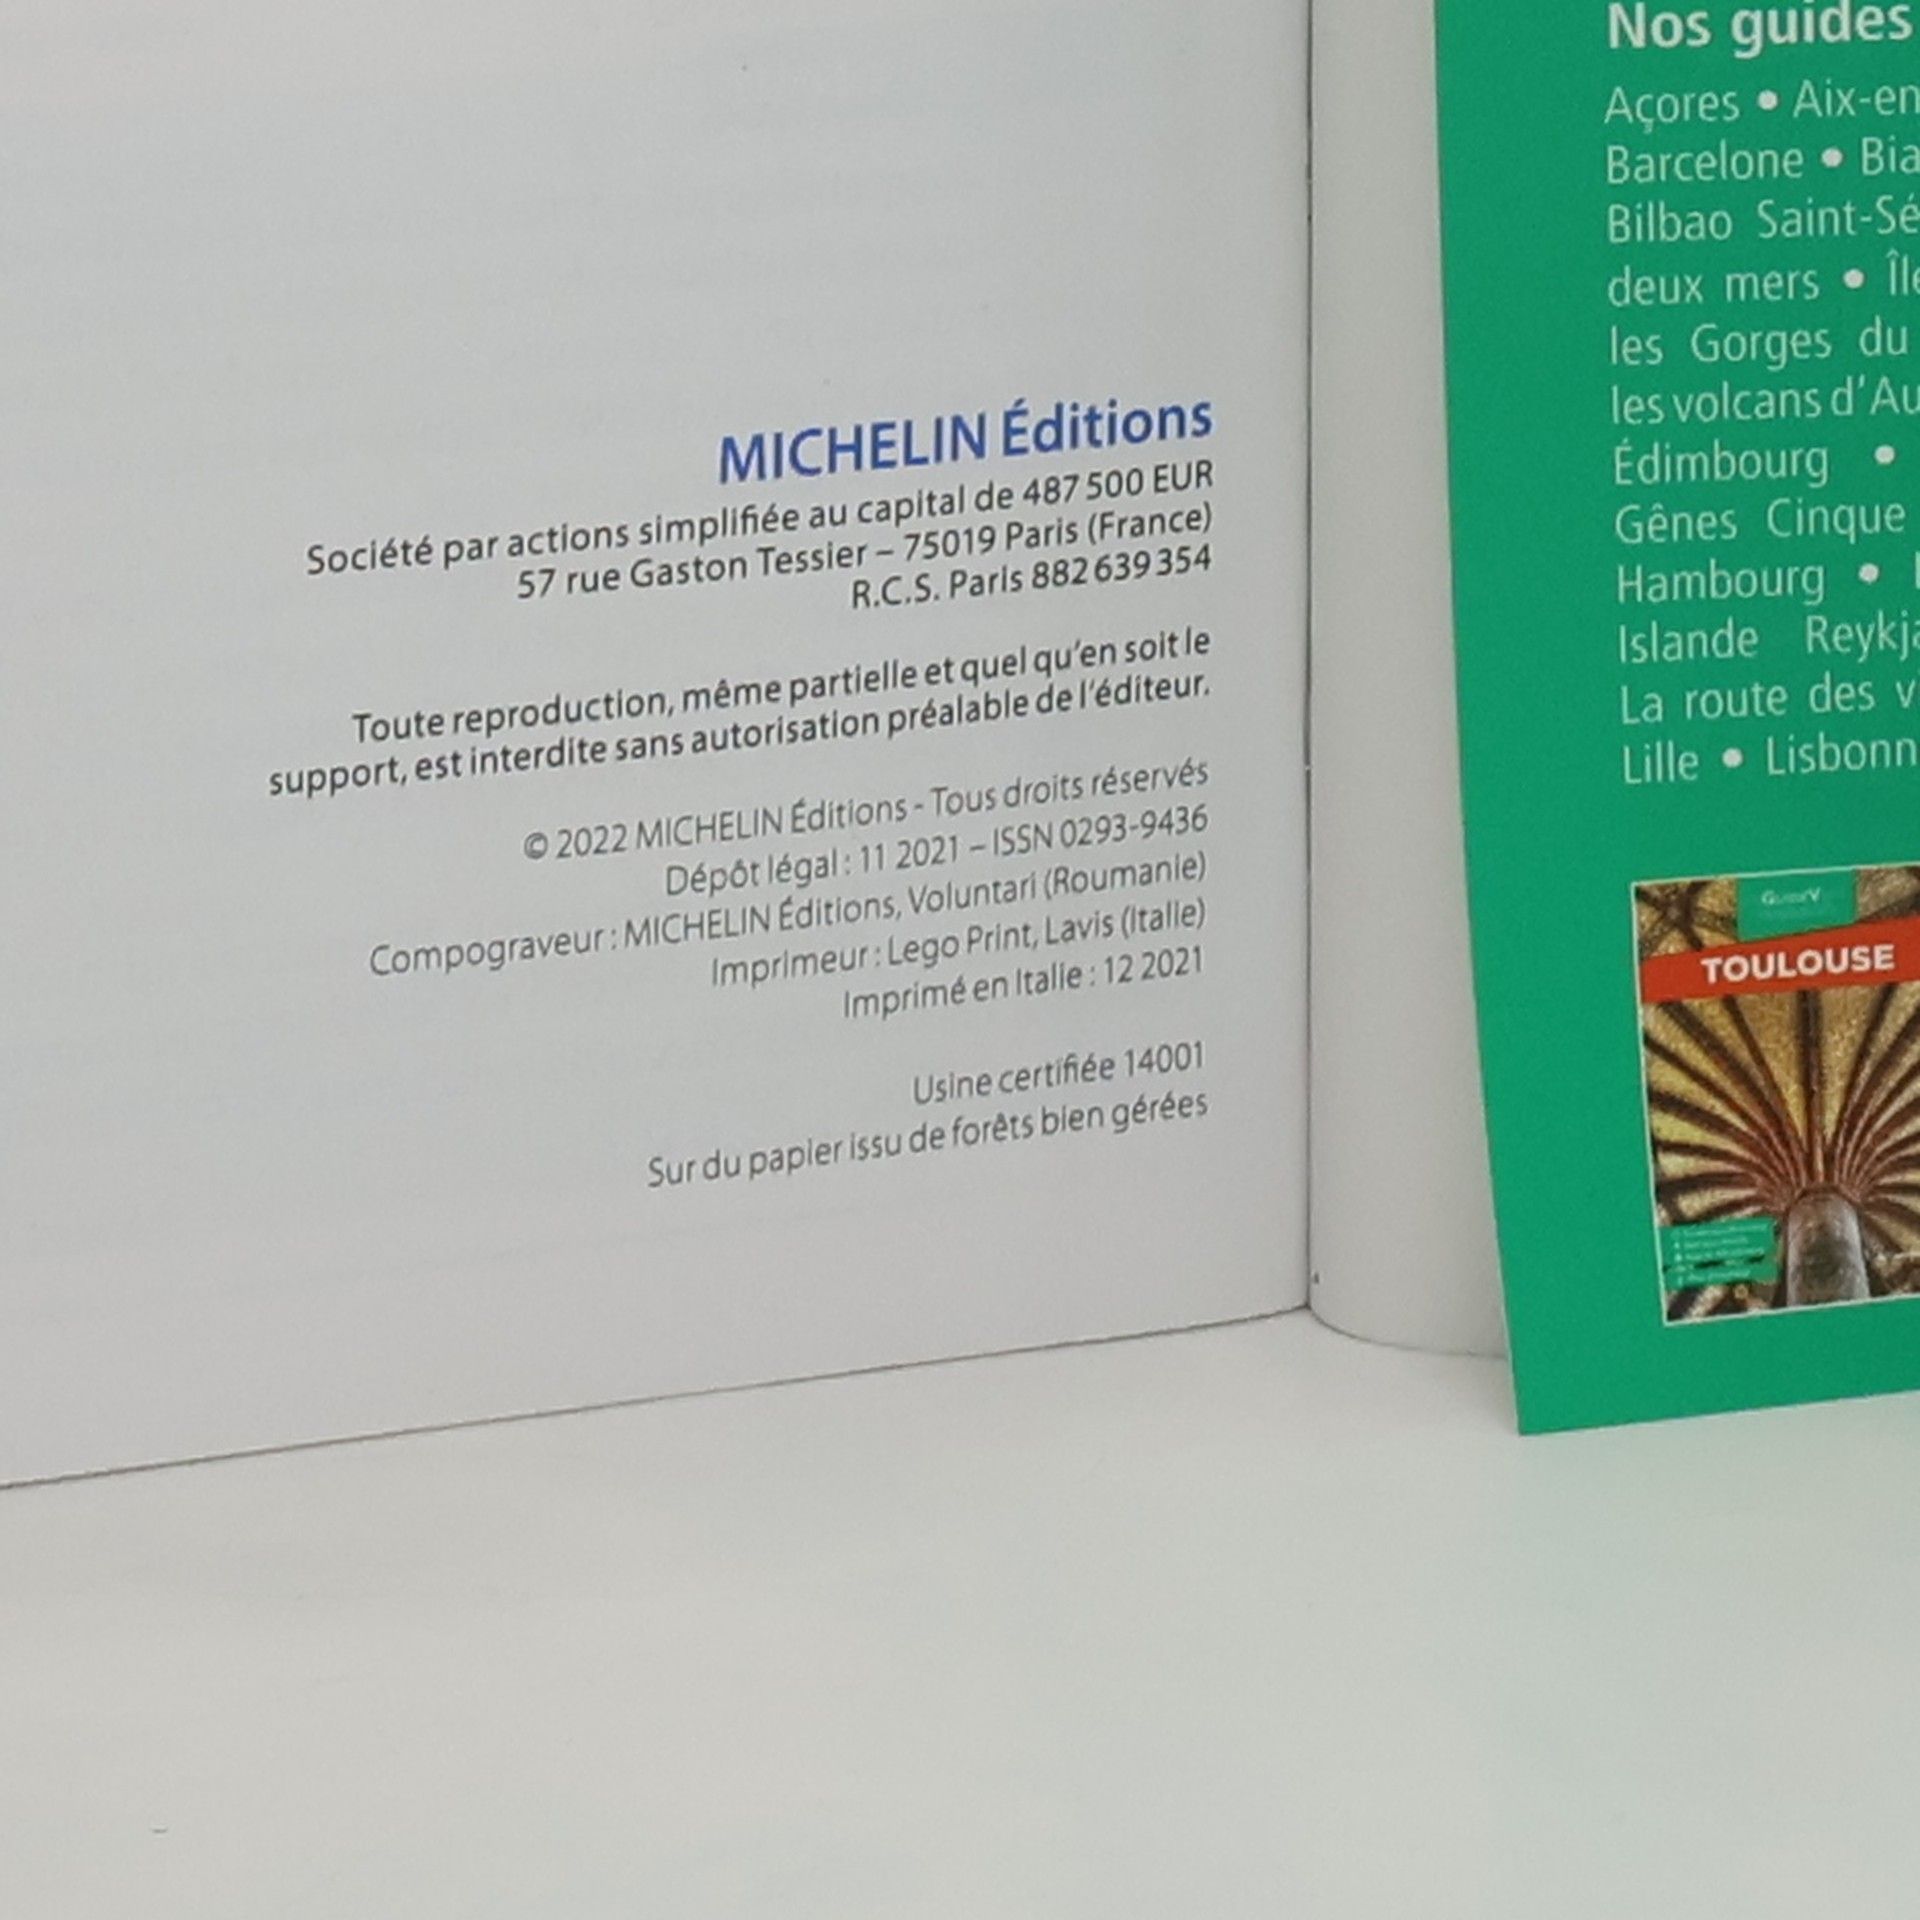 MICHELIN Éditions
Société par actions simplifiée au capital de 487 500 EUR
57 rue Gaston Tessier – 75019 Paris (France)
R.C.S. Paris 882 639 354
Toute reproduction, même partielle et quel qu’en soit le
support, est interdite sans autorisation préalable de l’éditeur.
© 2022 MICHELIN Éditions - Tous droits réservés
Dépôt légal : 11 2021 – ISSN 0293-9436
Compograveur : MICHELIN Éditions, Voluntari (Roumanie)
Imprimeur : Lego Print, Lavis (Italie)
Imprimé en Italie : 12 2021
Usine certifiée 14001
Sur du papier issu de forêts bien gérées
Nos guides
Açores • Aix-en
Barcelone • Bia
Bilbao Saint-Sé
deux mers • Île
les Gorges du
les volcans d’Au
Édimbourg •
Gênes Cinque
Hambourg •
Islande Reykja
La route des v
Lille • Lisbonn
TOULOUSE